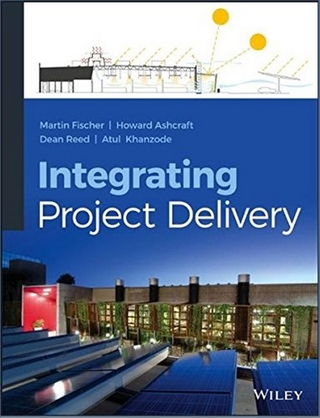 Martin Fischer | Howard Ashcraft
Dean Reed | Atul Khanzode
Integrating
Project Delivery
WILEY